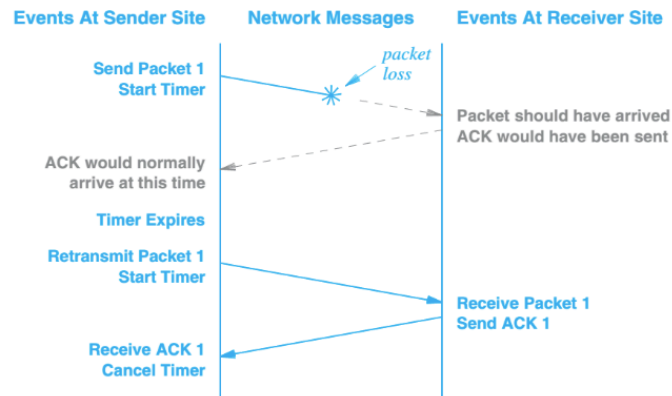 Events At Sender Site
Network Messages
Events At Receiver Site
packet
loss
Send Packet 1
Start Timer
Packet should have arrived
ACK would have been sent
ACK would normally
arrive at this time
Timer Expires
Retransmit Packet 1
Start Timer
Receive Packet 1
Send ACK 1
Receive ACK 1
Cancel Timer